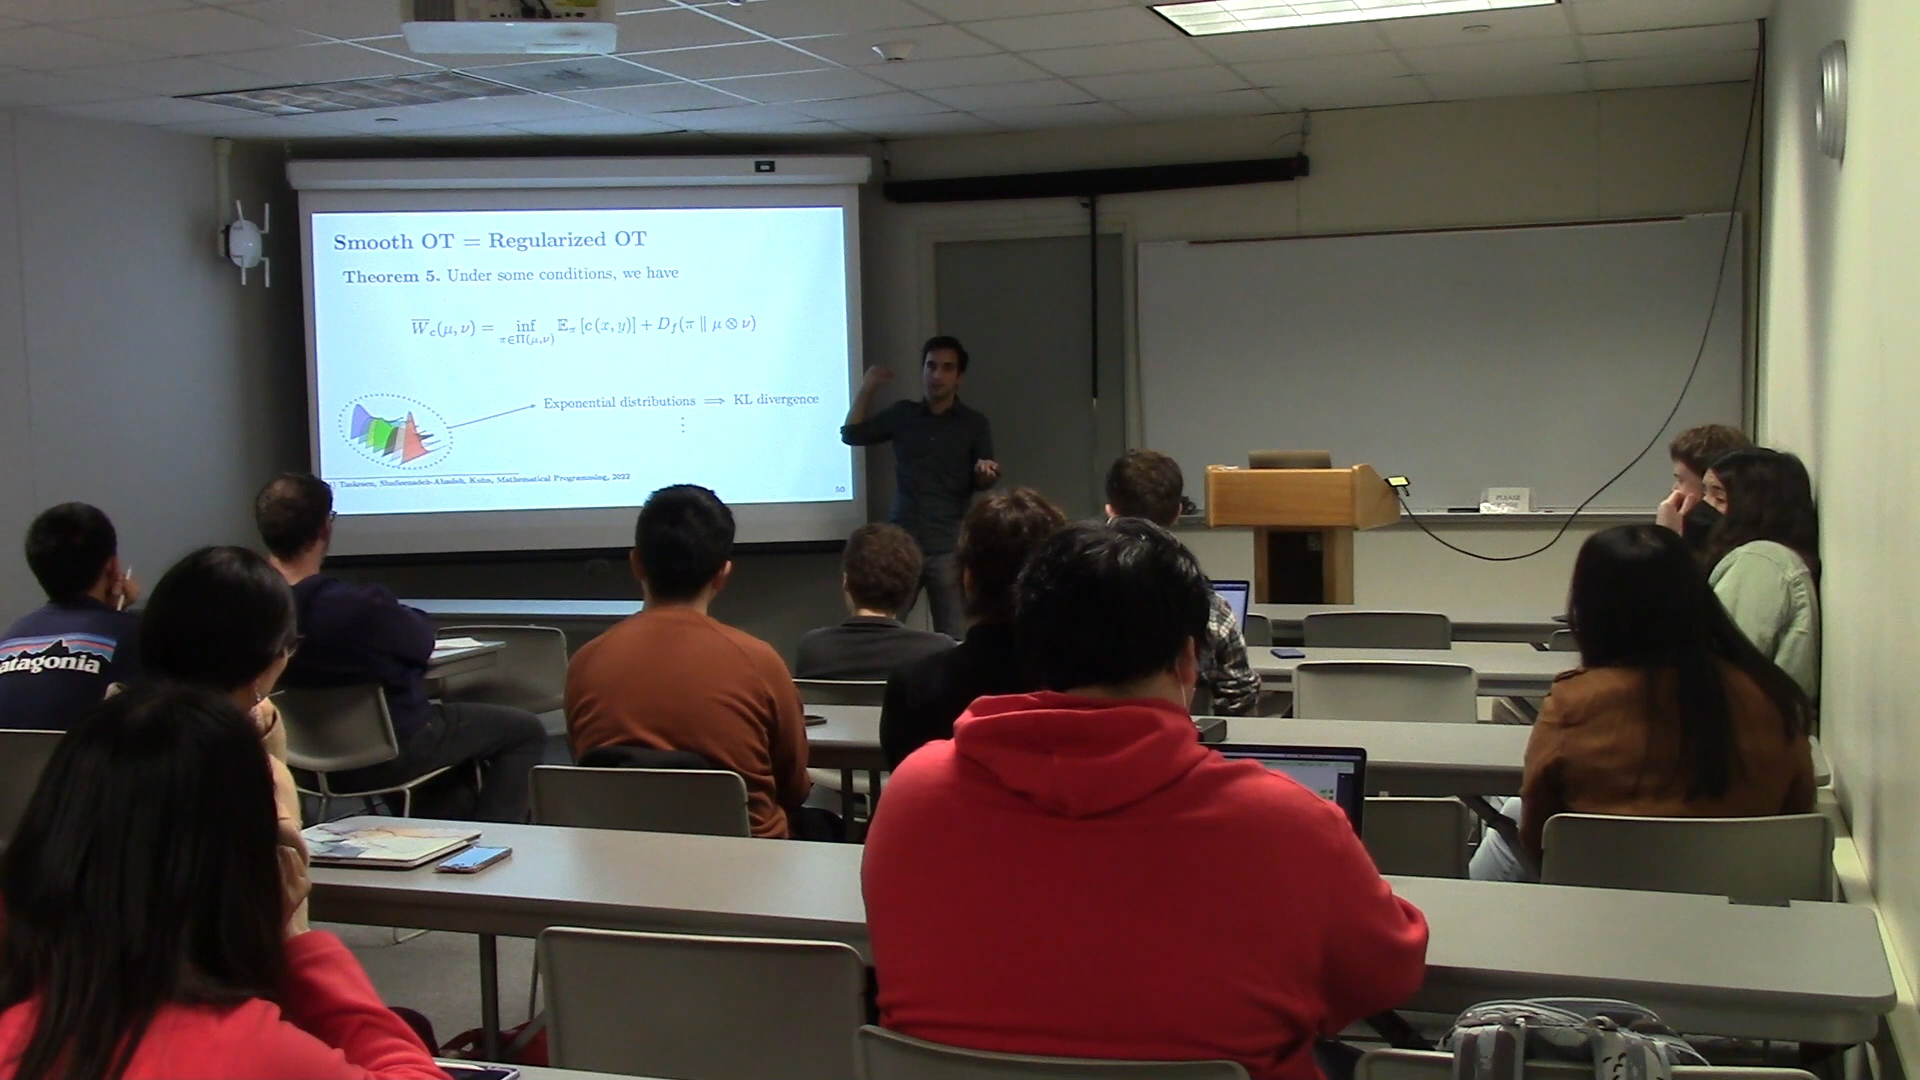 Smooth OT = Regularized OT
Theorem 5. Under some conditions, we have
W̅c(μ, ν) = inf π∈Π(μ,ν) 𝔼π [c(x, y)] + Df(π ∥ μ ⊗ ν)
Exponential distributions ⟹ KL divergence
⋮
Taskesen, Shafieezadeh-Abadeh, Kuhn, Mathematical Programming, 2022
50
atagonia
PLEASE